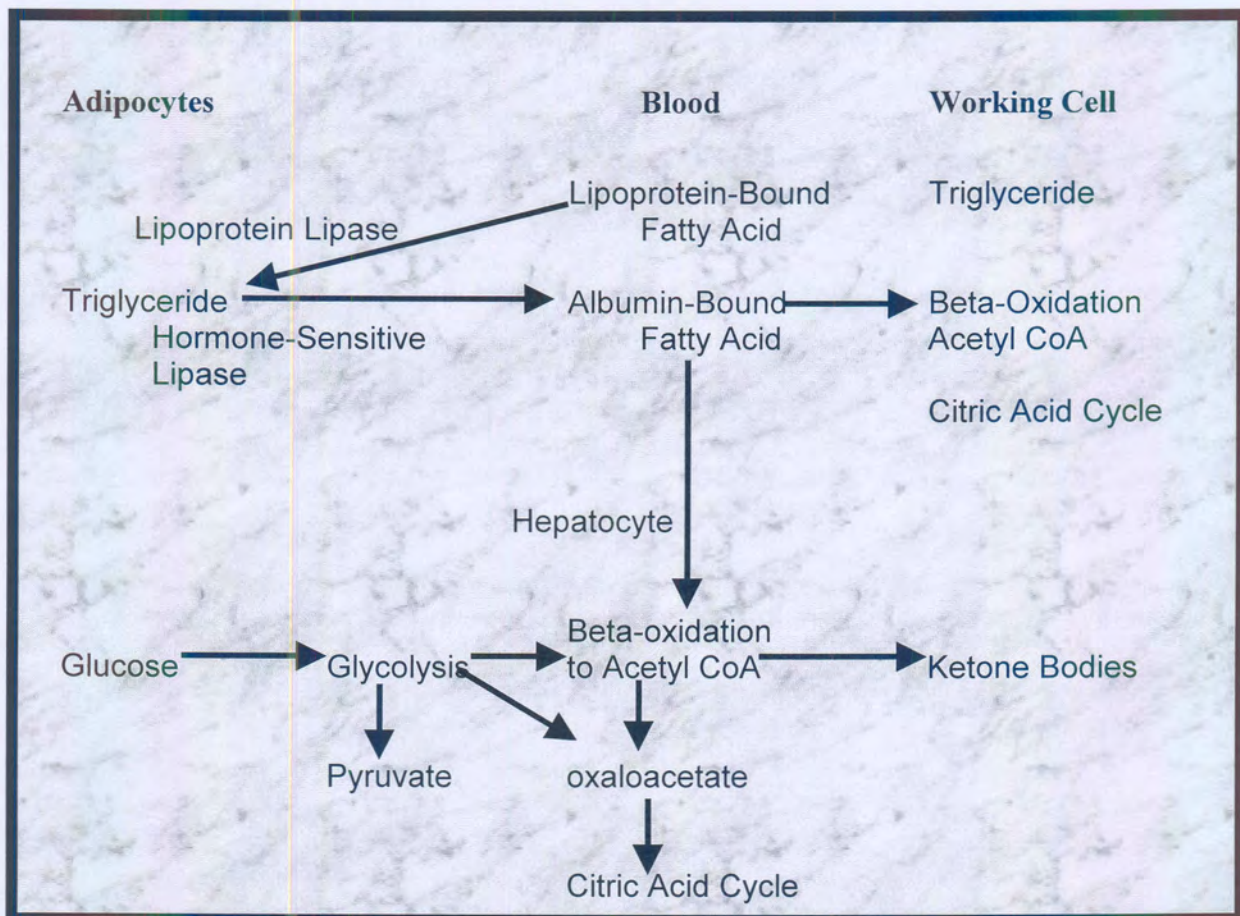 Adipocytes Blood Working Cell
Lipoprotein-Bound Triglyceride
Lipoprotein Lipase Fatty Acid
Triglyceride Albumin-Bound Beta-Oxidation
Hormone-Sensitive Fatty Acid Acetyl CoA
Lipase
Citric Acid Cycle
Hepatocyte
Beta-oxidation
Glucose Glycolysis to Acetyl CoA Ketone Bodies
Pyruvate oxaloacetate
Citric Acid Cycle